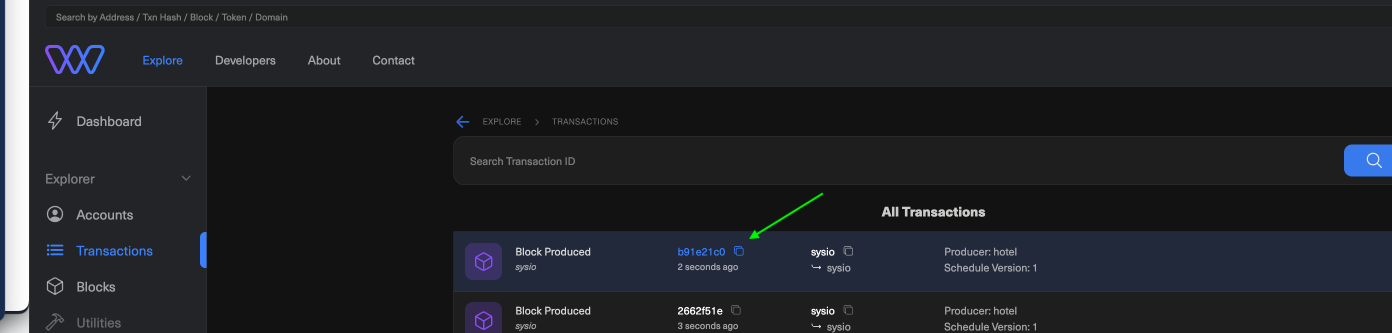 Search by Address / Txn Hash / Block / Token / Domain
Explore Developers About Contact
Dashboard
Explorer
Accounts
Transactions
Blocks
Utilities
EXPLORE > TRANSACTIONS
Search Transaction ID
All Transactions
Block Produced b91e21c0 sysio Producer: hotel
sysio 2 seconds ago sysio Schedule Version: 1
Block Produced 2662f51e sysio Producer: hotel
sysio 3 seconds ago sysio Schedule Version: 1